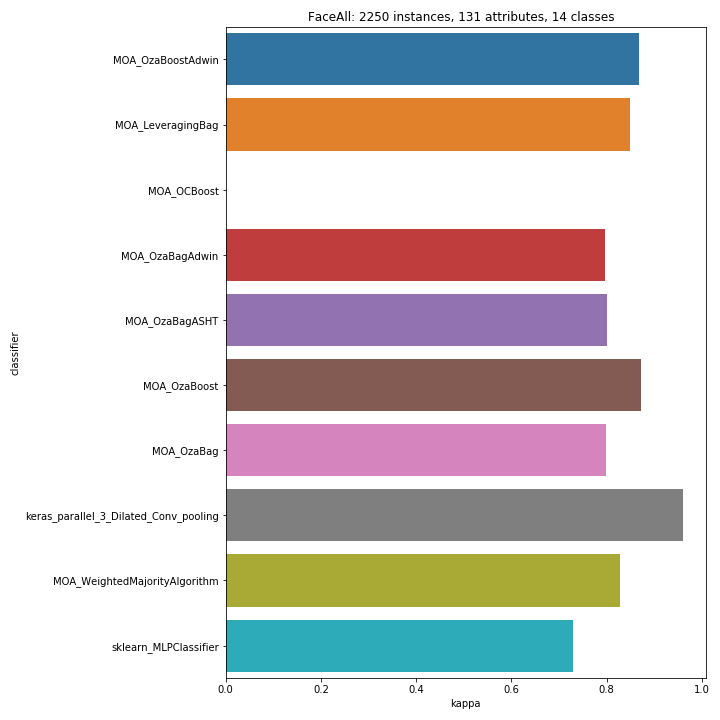 FaceAll: 2250 instances, 131 attributes, 14 classes
MOA_OzaBoostAdwin
MOA_LeveragingBag
MOA_OCBoost
MOA_OzaBagAdwin
MOA_OzaBagASHT
classifier
MOA_OzaBoost
MOA_OzaBag
keras_parallel_3_Dilated_Conv_pooling
MOA_WeightedMajorityAlgorithm
sklearn_MLPClassifier
0.0 0.2 0.4 0.6 0.8 1.0
kappa